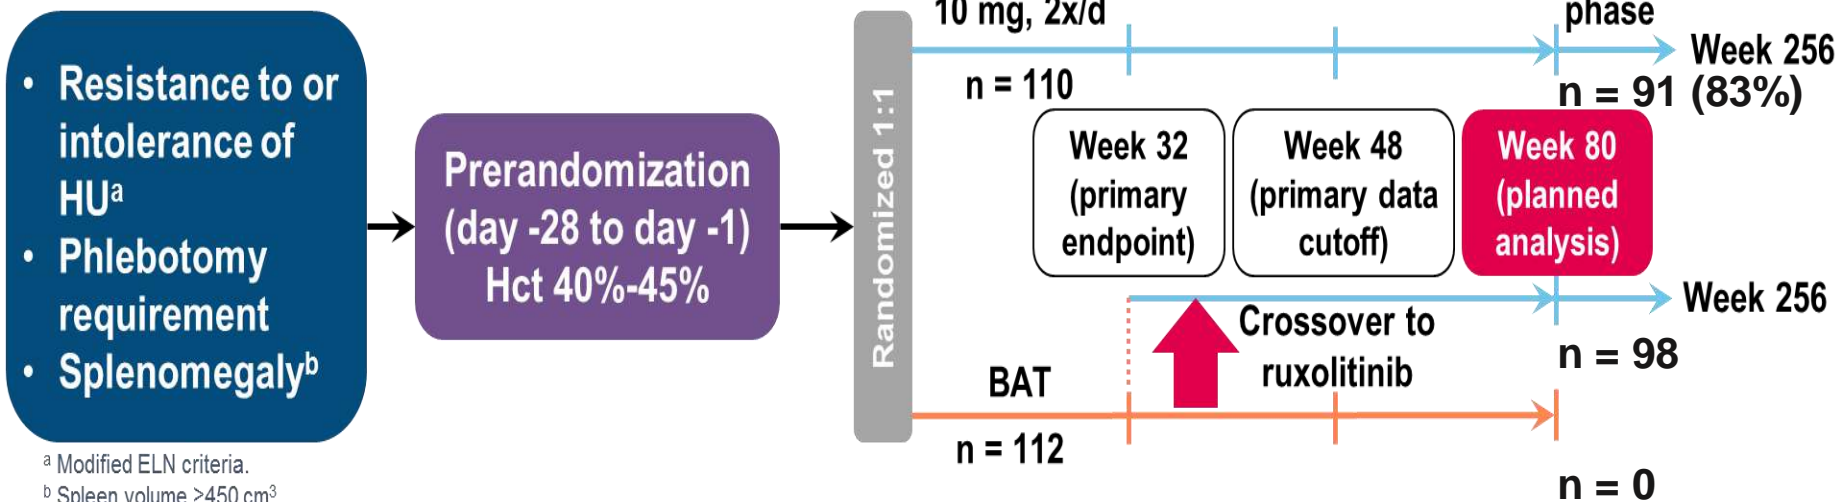 • Resistance to or
intolerance of
HUᵃ
• Phlebotomy
requirement
• Splenomegalyᵇ
ᵃ Modified ELN criteria.
ᵇ Spleen volume ≥450 cm³
Prerandomization
(day -28 to day -1)
Hct 40%-45%
Randomized 1:1
10 mg, 2x/d
n = 110
phase
Week 256
n = 91 (83%)
Week 32
(primary
endpoint)
Week 48
(primary data
cutoff)
Week 80
(planned
analysis)
Crossover to
ruxolitinib
Week 256
n = 98
BAT
n = 112
n = 0